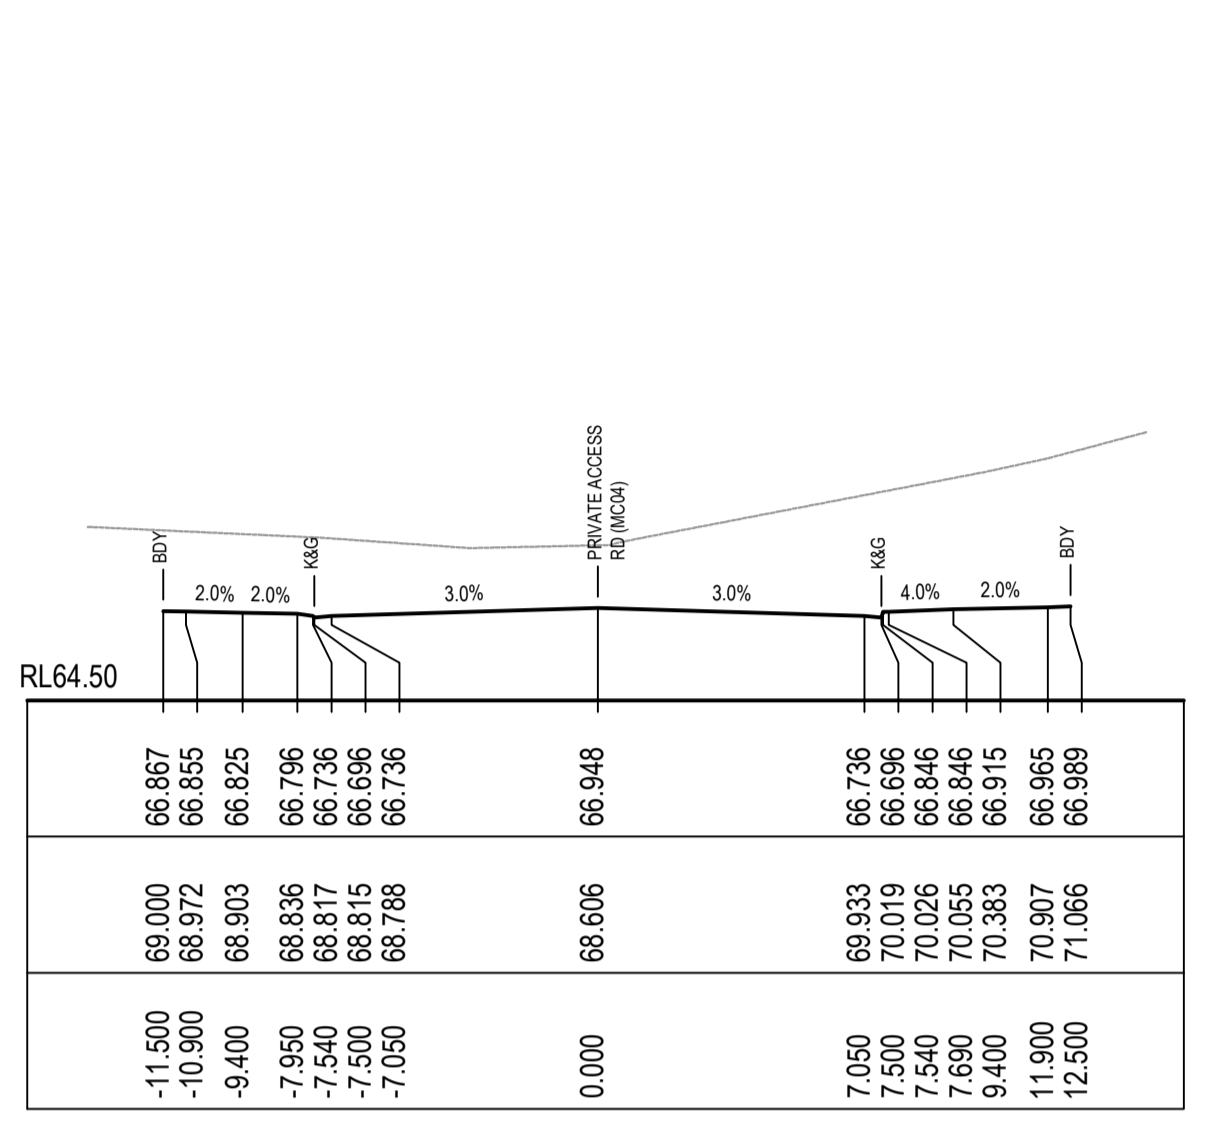 PRIVATE ACCESS
RD (MC04)
BDY
K&G
K&G
BDY
2.0%
2.0%
3.0%
3.0%
4.0%
2.0%
RL64.50
66.867 66.855 66.825 66.796 66.736 66.696 66.736 66.948 66.736 66.696 66.846 66.846 66.915 66.965 66.989
69.000 68.972 68.903 68.836 68.817 68.815 68.788 68.606 69.933 70.019 70.026 70.055 70.383 70.907 71.066
-11.500 -10.900 -9.400 -7.950 -7.540 -7.500 -7.050 0.000 7.050 7.500 7.540 7.690 9.400 11.900 12.500